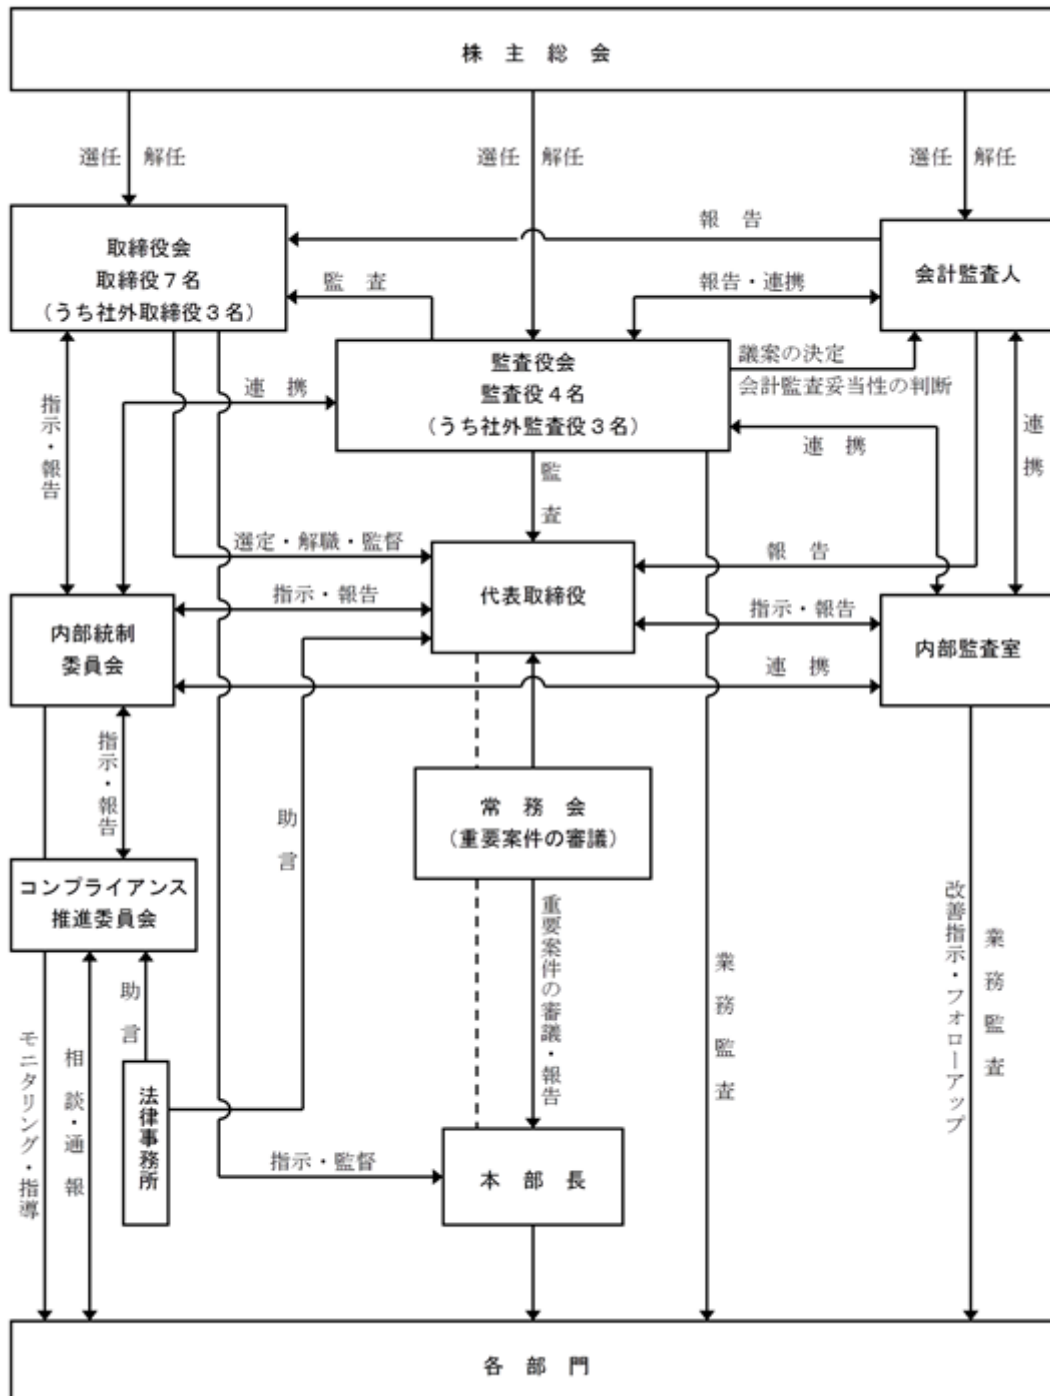 株主総会
選任 解任
選任 解任
選任 解任
取締役会
取締役7名
(うち社外取締役3名)
報告
会計監査人
監査
報告・連携
監査役会
監査役4名
(うち社外監査役3名)
議案の決定
会計監査妥当性の判断
連携
指示・報告
連携
連携
監査
選定・解職・監督
報告
代表取締役
指示・報告
指示・報告
内部統制
委員会
内部監査室
連携
指示・報告
常務会
(重要案件の審議)
助言
コンプライアンス
推進委員会
重要案件の審議・報告
業務監査
改善指示・フォローアップ
業務監査
助言
モニタリング・指導
相談・通報
法律事務所
指示・監督
本部長
各部門